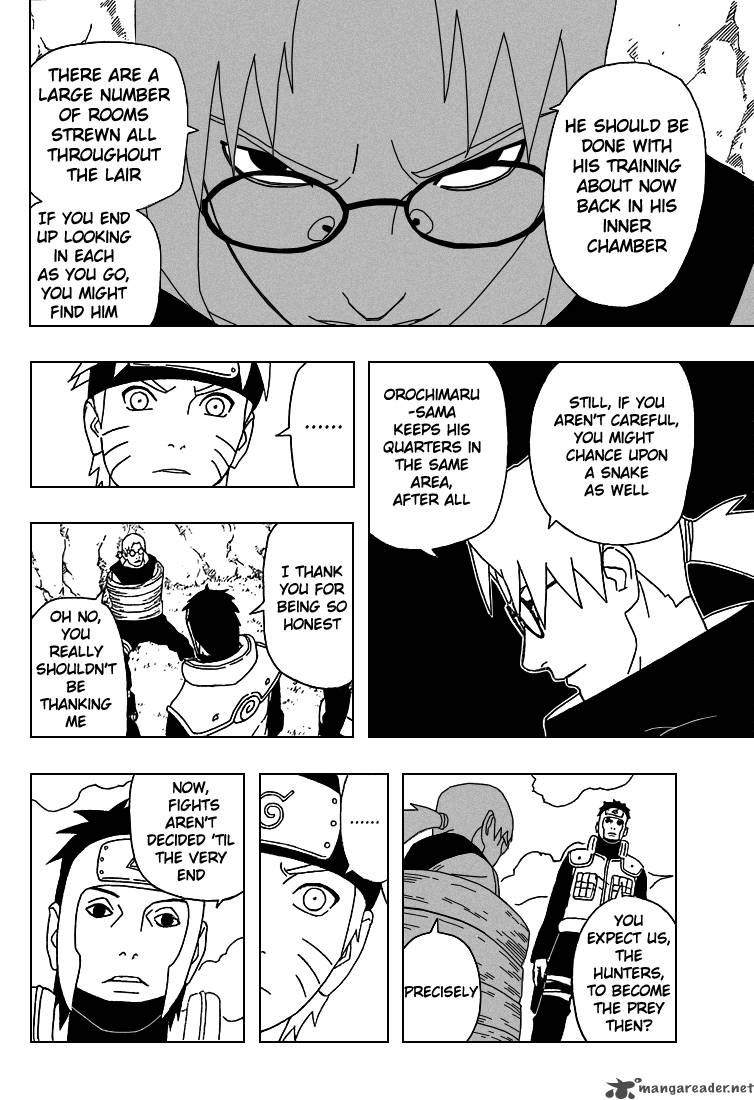 HE SHOULD BE
DONE WITH
HIS TRAINING
ABOUT NOW
BACK IN HIS
INNER
CHAMBER
THERE ARE A
LARGE NUMBER
OF ROOMS
STREWN ALL
THROUGHOUT
THE LAIR
IF YOU END
UP LOOKING
IN EACH
AS YOU GO,
YOU MIGHT
FIND HIM
STILL, IF YOU
AREN'T CAREFUL,
YOU MIGHT
CHANCE UPON
A SNAKE
AS WELL
OROCHIMARU
-SAMA
KEEPS HIS
QUARTERS IN
THE SAME
AREA,
AFTER ALL
......
I THANK
YOU FOR
BEING SO
HONEST
OH NO,
YOU
REALLY
SHOULDN'T
BE
THANKING
ME
YOU
EXPECT US,
THE
HUNTERS,
TO BECOME
THE PREY
THEN?
PRECISELY
......
NOW,
FIGHTS
AREN'T
DECIDED 'TIL
THE VERY
END
mangareader.net